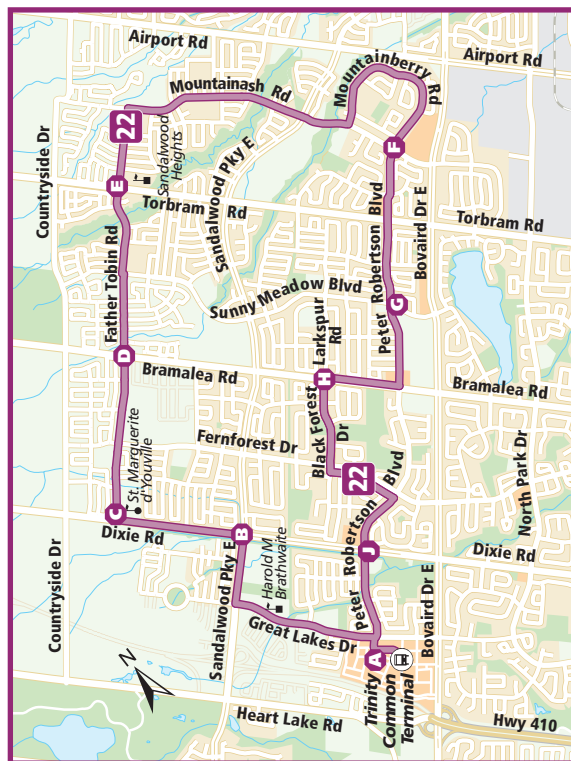 Airport Rd
Airport Rd
Mountainash Rd
Mountainberry
Rd
22
Sandalwood
Heights
Countryside Dr
E
F
Sandalwood Pky E
Torbram Rd
Torbram Rd
Father Tobin Rd
Peter Robertson Blvd
Bovaird Dr E
Sunny Meadow Blvd
G
Larkspur
Rd
D
H
Bramalea Rd
Bramalea Rd
Black Forest
Dr
Fernforest Dr
St. Marguerite
d'Youville
22
C
Dixie Rd
Dixie Rd
North Park Dr
B
J
Peter Robertson Blvd
Sandalwood Pky E
Harold M.
Brathwaite
Countryside Dr
Great Lakes Dr
Bovaird Dr E
A
Trinity
Common
Terminal
N
Heart Lake Rd
Hwy 410